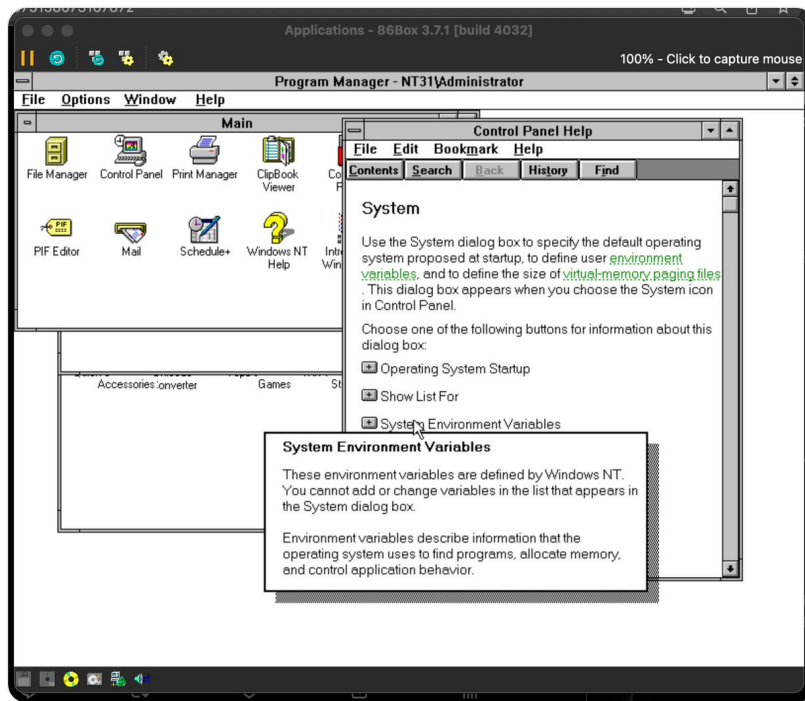 Applications - 86Box 3.7.1 [build 4032]
100% - Click to capture mouse
Program Manager - NT31\Administrator
File Options Window Help
Main
File Manager
Control Panel
Print Manager
ClipBook
Viewer
PIF Editor
Mail
Schedule+
Windows NT
Help
Accessories
Games
Control Panel Help
File Edit Bookmark Help
Contents Search Back History Find
System
Use the System dialog box to specify the default operating
system proposed at startup, to define user environment
variables, and to define the size of virtual-memory paging files
. This dialog box appears when you choose the System icon
in Control Panel.
Choose one of the following buttons for information about this
dialog box:
Operating System Startup
Show List For
System Environment Variables
System Environment Variables
These environment variables are defined by Windows NT.
You cannot add or change variables in the list that appears in
the System dialog box.
Environment variables describe information that the
operating system uses to find programs, allocate memory,
and control application behavior.